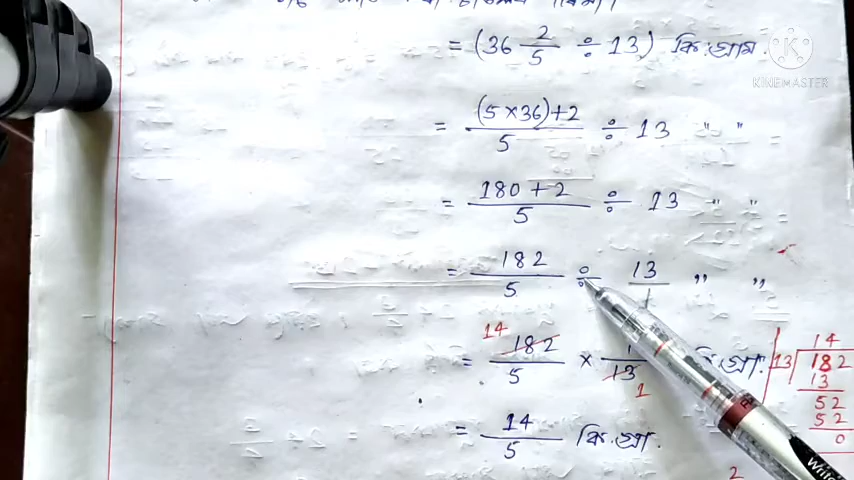 = (36 2/5 ÷ 13) কি.গ্রাম.
KINEMASTER
= (5×36)+2/5 ÷ 13 " "
= 180+2/5 ÷ 13 " "
= 182/5 ÷ 13/1 " "
14
= 182/5 × 1/13 কি.গ্রা.
1
14
13 182
13
52
52
0
= 14/5 কি.গ্রা.
2